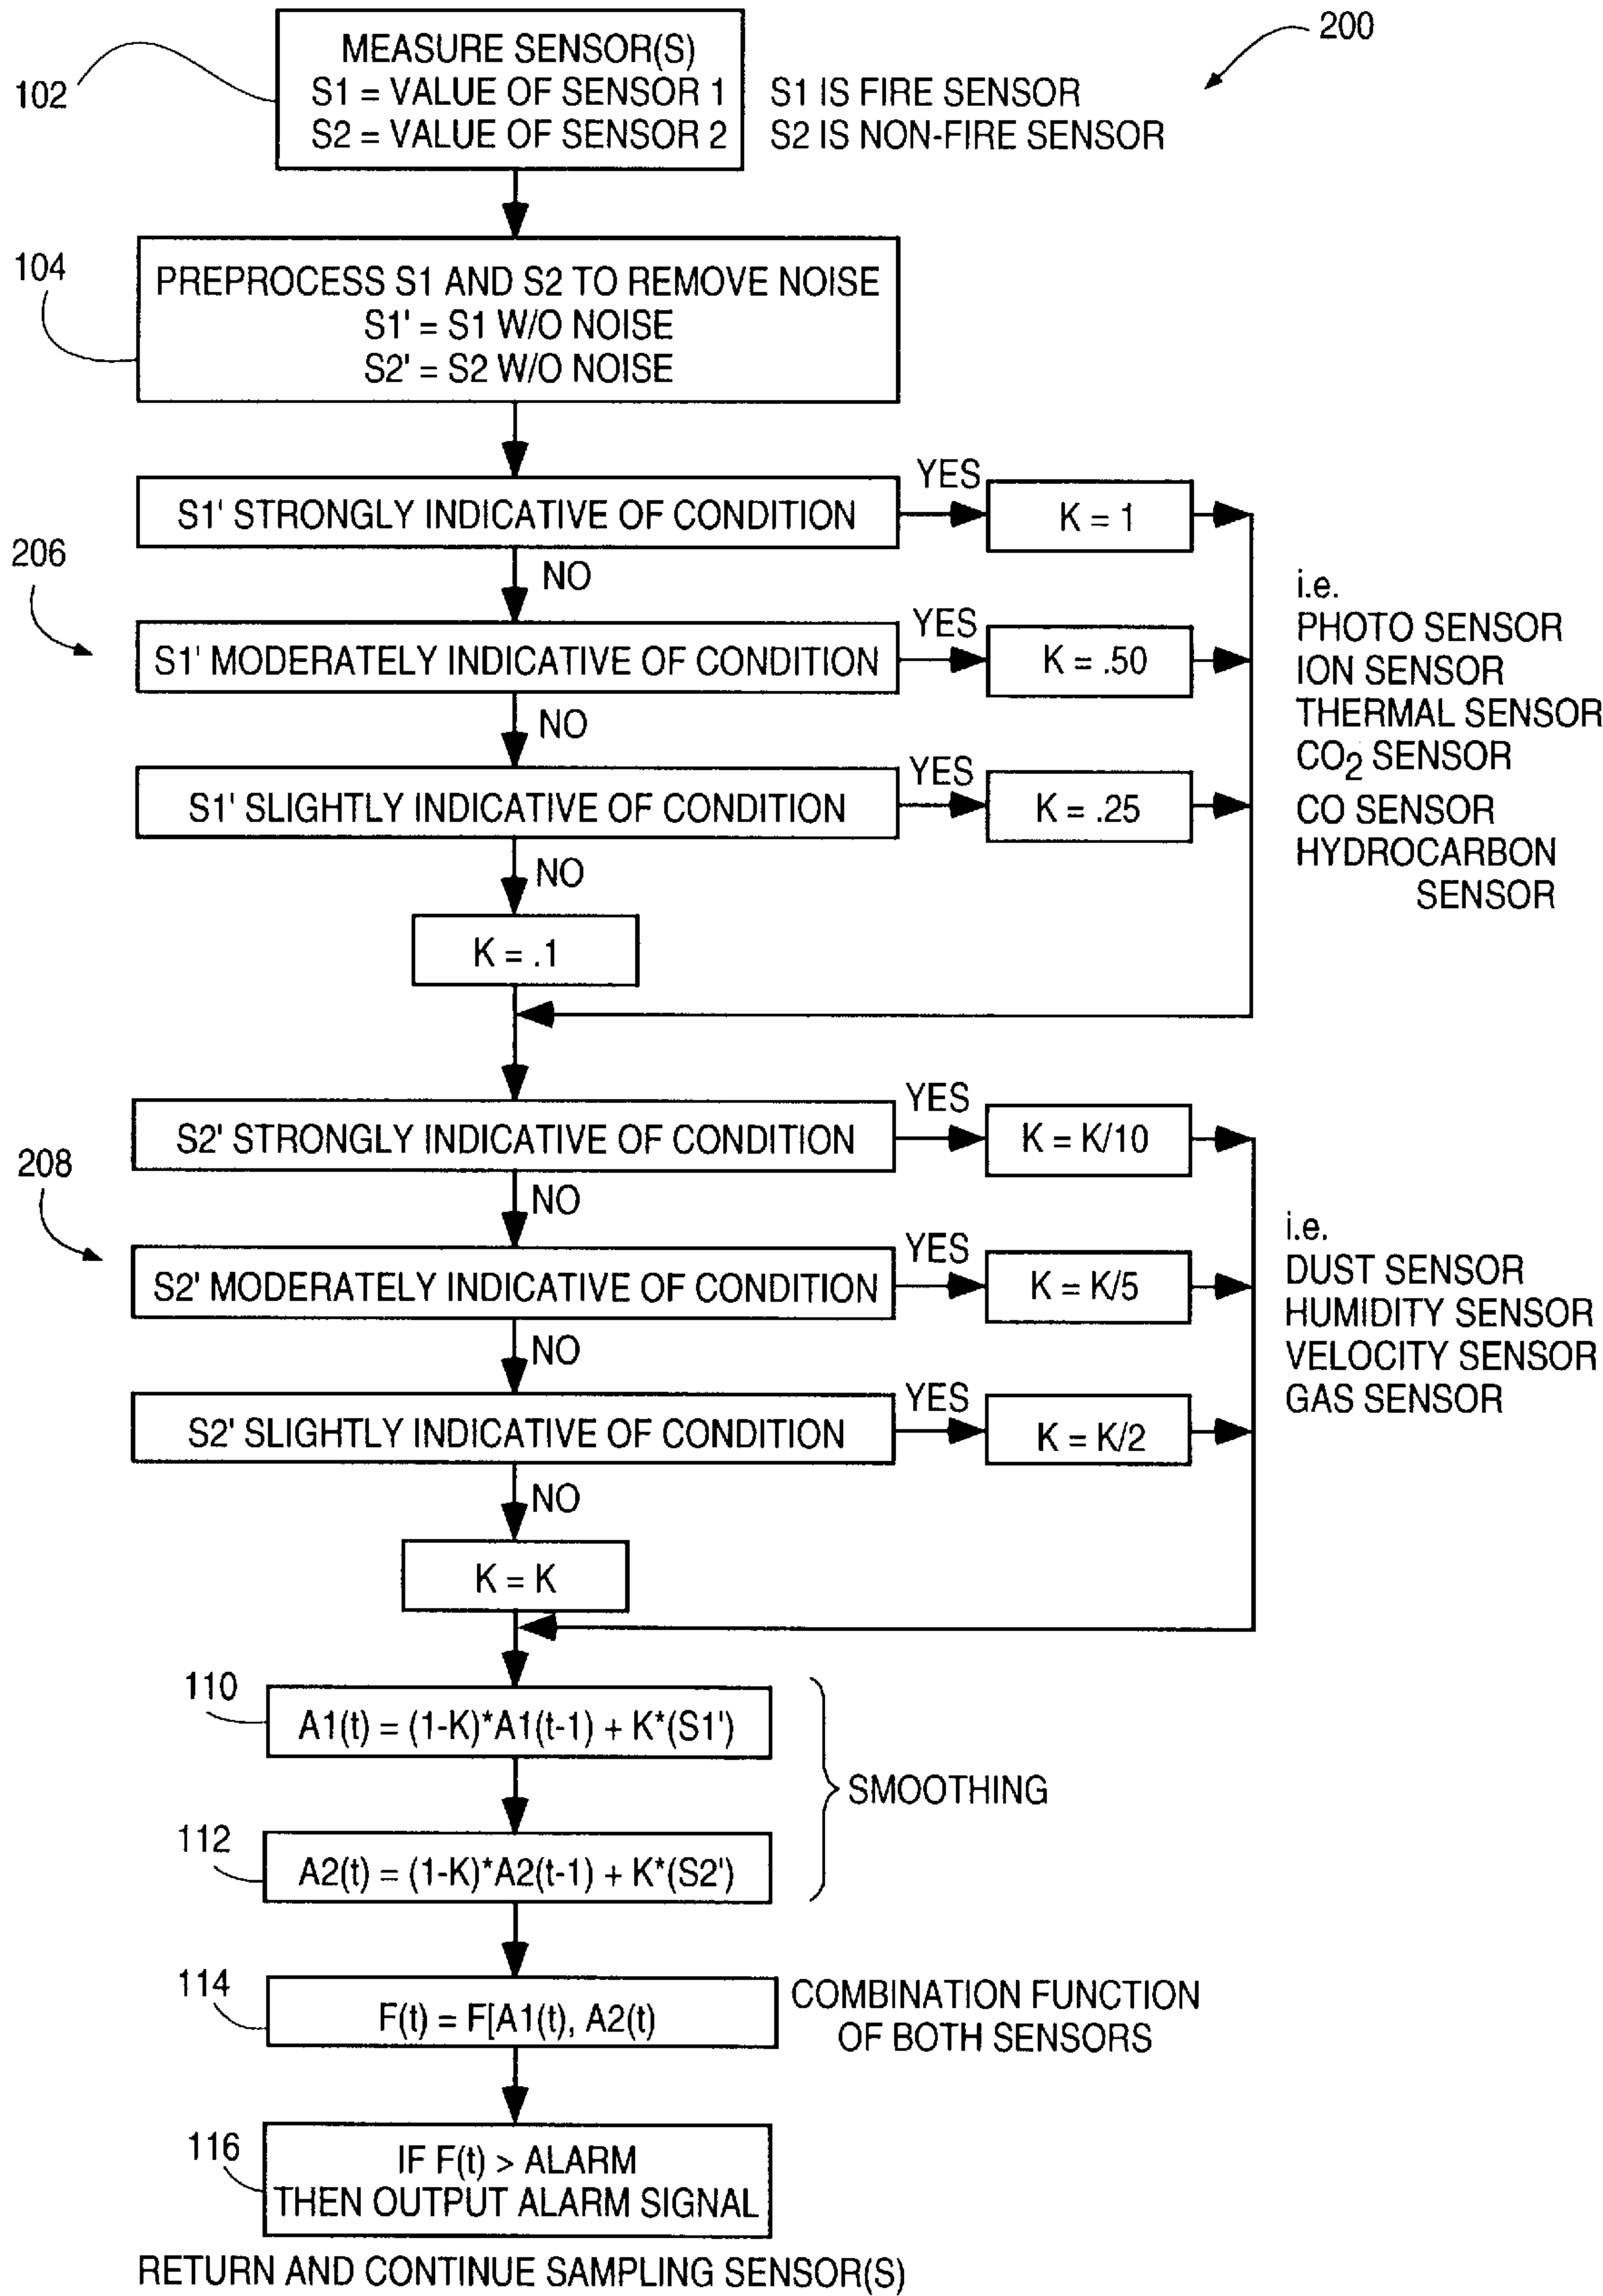 200
102
MEASURE SENSOR(S)
S1 = VALUE OF SENSOR 1
S2 = VALUE OF SENSOR 2
S1 IS FIRE SENSOR
S2 IS NON-FIRE SENSOR
104
PREPROCESS S1 AND S2 TO REMOVE NOISE
S1' = S1 W/O NOISE
S2' = S2 W/O NOISE
206
S1' STRONGLY INDICATIVE OF CONDITION
YES
K = 1
NO
S1' MODERATELY INDICATIVE OF CONDITION
YES
K = .50
NO
S1' SLIGHTLY INDICATIVE OF CONDITION
YES
K = .25
NO
K = .1
i.e.
PHOTO SENSOR
ION SENSOR
THERMAL SENSOR
CO2 SENSOR
CO SENSOR
HYDROCARBON
SENSOR
208
S2' STRONGLY INDICATIVE OF CONDITION
YES
K = K/10
NO
S2' MODERATELY INDICATIVE OF CONDITION
YES
K = K/5
NO
S2' SLIGHTLY INDICATIVE OF CONDITION
YES
K = K/2
NO
K = K
i.e.
DUST SENSOR
HUMIDITY SENSOR
VELOCITY SENSOR
GAS SENSOR
110
A1(t) = (1-K)*A1(t-1) + K*(S1')
SMOOTHING
112
A2(t) = (1-K)*A2(t-1) + K*(S2')
114
F(t) = F[A1(t), A2(t)
COMBINATION FUNCTION
OF BOTH SENSORS
116
IF F(t) > ALARM
THEN OUTPUT ALARM SIGNAL
RETURN AND CONTINUE SAMPLING SENSOR(S)